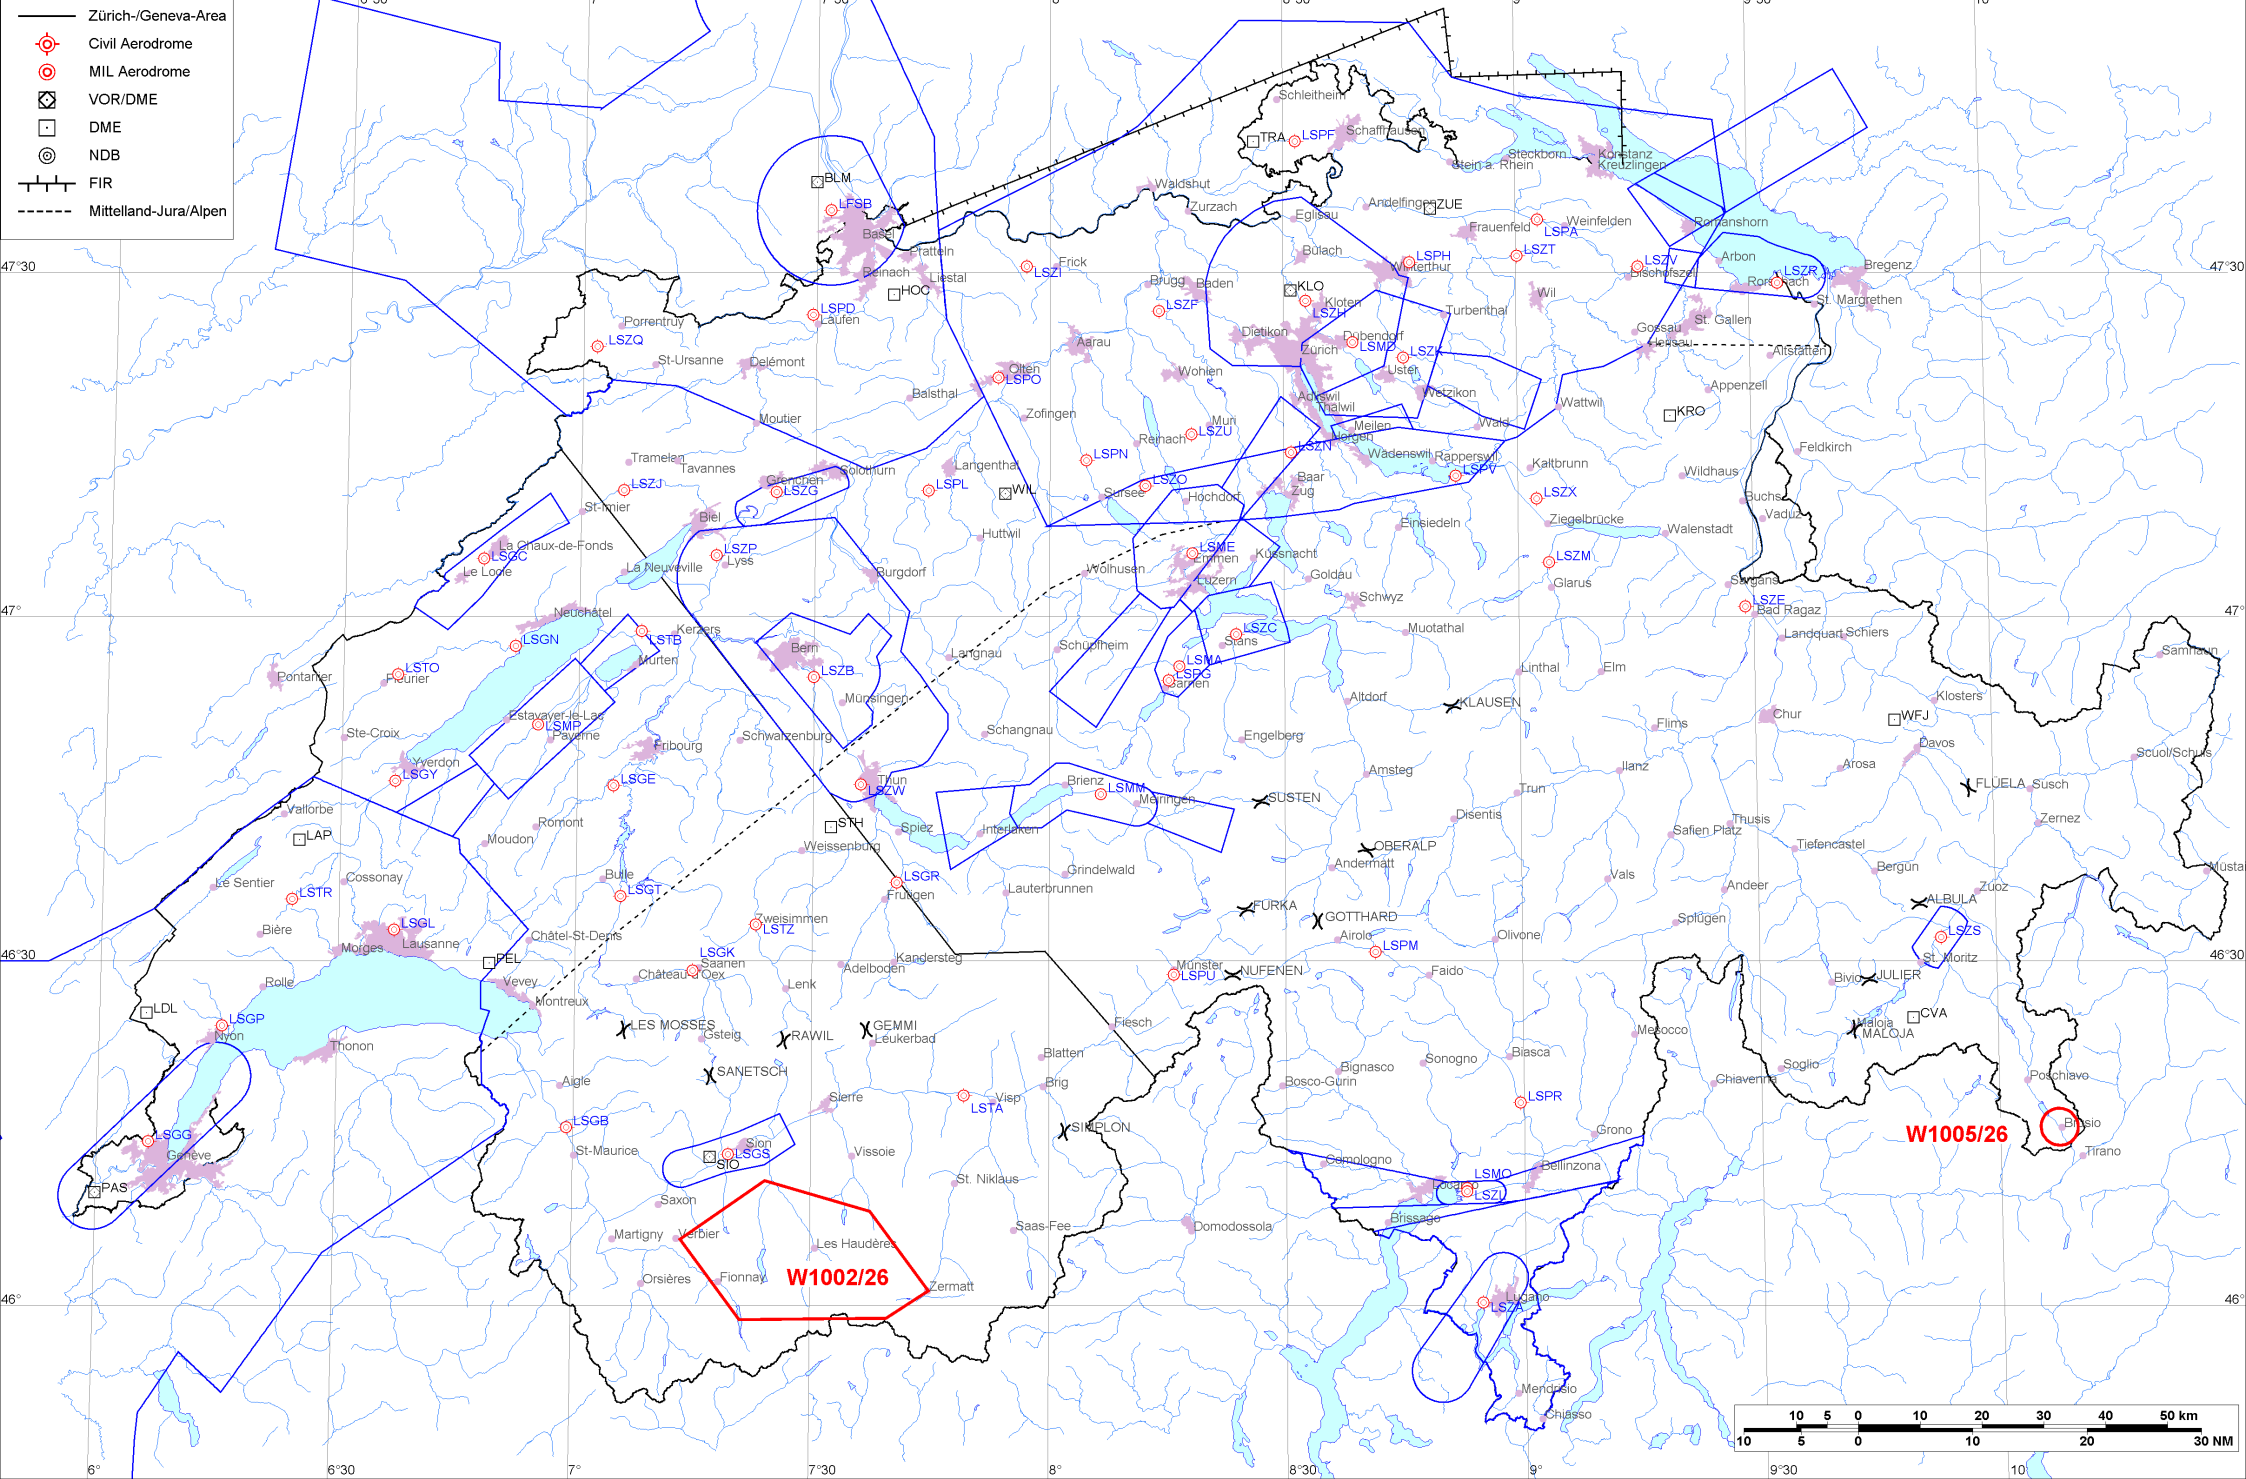 Zürich-/Geneva-Area
Civil Aerodrome
MIL Aerodrome
VOR/DME
DME
NDB
FIR
Mittelland-Jura/Alpen
Schleitheim
TRA
LSPF
Schaffhausen
Stein a. Rhein
Steckborn
Konstanz
Kreuzlingen
BLM
LFSB
Basel
Waldshut
Zurzach
Eglisau
Andelfingen
ZUE
Frauenfeld
LSPA
Weinfelden
Romanshorn
Pratteln
Reinach
Liestal
Frick
LSZI
Bülach
LSPH
Winterthur
LSZT
LSZV
Bischofszell
Arbon
LSZR
Rorschach
Bregenz
47°30
47°30
HOC
Brugg
Baden
KLO
Kloten
LSZH
St. Margrethen
LSPD
Laufen
LSZF
Turbenthal
Wil
St. Gallen
Gossau
Herisau
Porrentruy
LSZQ
Aarau
Dietikon
Zürich
Dübendorf
LSMD
LSZK
Altstätten
St-Ursanne
Delémont
Olten
LSPO
Wohlen
Uster
Wetzikon
Appenzell
Balsthal
Adliswil
Thalwil
Wattwil
KRO
Moutier
Zofingen
Muri
LSZU
Reinach
Meilen
Horgen
Wald
Feldkirch
Tramelan
Tavannes
Solothurn
Langenthal
LSPN
LSZN
Wädenswil
Rapperswil
LSPV
Kaltbrunn
Wildhaus
LSZJ
Grenchen
LSZG
LSPL
WIL
Sursee
LSZO
Hochdorf
Baar
Zug
LSZX
Buchs
Vaduz
St-Imier
Biel
Huttwil
Einsiedeln
Ziegelbrücke
Walenstadt
La Chaux-de-Fonds
LSGC
Le Locle
LSZP
Lyss
La Neuveville
Burgdorf
Wolhusen
LSME
Emmen
Küssnacht
Luzern
Goldau
LSZM
Glarus
Sargans
LSZE
Bad Ragaz
47°
47°
Neuchâtel
LSGN
LSTB
Kerzers
Murten
Bern
LSZB
Langnau
Schüpfheim
Schwyz
LSZC
Stans
Muotathal
Landquart
Schiers
Samnaun
LSTO
Fleurier
Pontarlier
LSMA
LSPG
Sarnen
Linthal
Elm
Münsingen
Altdorf
KLAUSEN
Klosters
Estavayer-le-Lac
LSMP
Payerne
Ste-Croix
Fribourg
Schwarzenburg
Schangnau
Engelberg
Flims
Chur
WFJ
Davos
Scuol/Schuls
Yverdon
LSGY
LSGE
Thun
LSZW
Brienz
LSMM
Meiringen
Amsteg
SUSTEN
Trun
Ilanz
Arosa
FLÜELA
Susch
Vallorbe
LAP
Romont
Moudon
STH
Spiez
Interlaken
Weissenburg
Disentis
Safien Platz
Thusis
Zernez
OBERALP
Andermatt
Tiefencastel
Le Sentier
Cossonay
Bulle
LSGT
LSGR
Frutigen
Grindelwald
Lauterbrunnen
Vals
Andeer
Bergün
Zuoz
LSTR
FURKA
GOTTHARD
Splügen
ALBULA
Bière
LSGL
Lausanne
Morges
Châtel-St-Denis
Zweisimmen
LSTZ
Airolo
LSPM
Olivone
LSZS
St. Moritz
46°30
46°30
PEL
Vevey
LSGK
Saanen
Château-d'Oex
Adelboden
Kandersteg
Münster
LSPU
NUFENEN
Faido
Bivio
JULIER
Rolle
Montreux
Lenk
LDL
LSGP
Nyon
LES MOSSES
Gsteig
RAWIL
GEMMI
Leukerbad
Fiesch
Mesocco
Maloja
MALOJA
CVA
Thonon
Blatten
Sonogno
Biasca
Aigle
SANETSCH
Brig
Bignasco
Bosco-Gurin
Soglio
Chiavenna
Poschiavo
Sierre
LSTA
Visp
LSPR
LSGB
LSGG
Genève
St-Maurice
Sion
LSGS
SIO
SIMPLON
Grono
W1005/26
Brusio
Tirano
Vissoie
Comologno
Bellinzona
PAS
St. Niklaus
LSMO
LSZL
Saxon
Brissago
Martigny
Verbier
Les Haudères
Saas-Fee
Domodossola
Orsières
Fionnay
W1002/26
Zermatt
Lugano
LSZA
46°
46°
Mendrisio
Chiasso
10 5 0 10 20 30 40 50 km
10 5 0 10 20 30 NM
6° 6°30 7° 7°30 8° 8°30 9° 9°30 10°